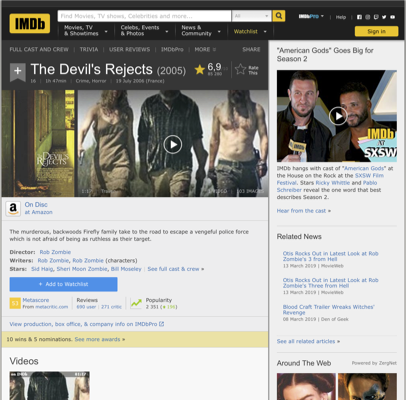 IMDb
Find Movies, TV shows, Celebrities and more...
All
IMDbPro
Help
Movies, TV
& Showtimes
Celebs, Events
& Photos
News &
Community
Watchlist
Sign in
FULL CAST AND CREW | TRIVIA | USER REVIEWS | IMDbPro | MORE
SHARE
The Devil's Rejects (2005)
6,9
Rate
This
16 | 1h 47min | Crime, Horror | 19 July 2006 (France)
DEVIL'S
REJECTS
On Disc
at Amazon
The murderous, backwoods Firefly family take to the road to escape a vengeful police force
which is not afraid of being as ruthless as their target.
Director: Rob Zombie
Writers: Rob Zombie, Rob Zombie (characters)
Stars: Sid Haig, Sheri Moon Zombie, Bill Moseley | See full cast & crew »
+ Add to Watchlist
Metascore
From metacritic.com
Reviews
690 user | 271 critic
Popularity
2 351
View production, box office, & company info on IMDbPro
10 wins & 5 nominations. See more awards »
Videos
"American Gods" Goes Big for
Season 2
IMDb
at
SXSW
IMDb hangs with cast of "American Gods" at
the House on the Rock at the SXSW Film
Festival. Stars Ricky Whittle and Pablo
Schreiber reveal the one word that best
describes Season 2.
Hear from the cast »
Related News
Otis Rocks Out in Latest Look at Rob
Zombie's 3 from Hell
13 March 2019 | MovieWeb
Otis Rocks Out in Latest Look at Rob
Zombie's Three from Hell
13 March 2019 | MovieWeb
Blood Craft Trailer Wreaks Witches'
Revenge
08 March 2019 | Den of Geek
See all related articles »
Around The Web
Powered by ZergNet